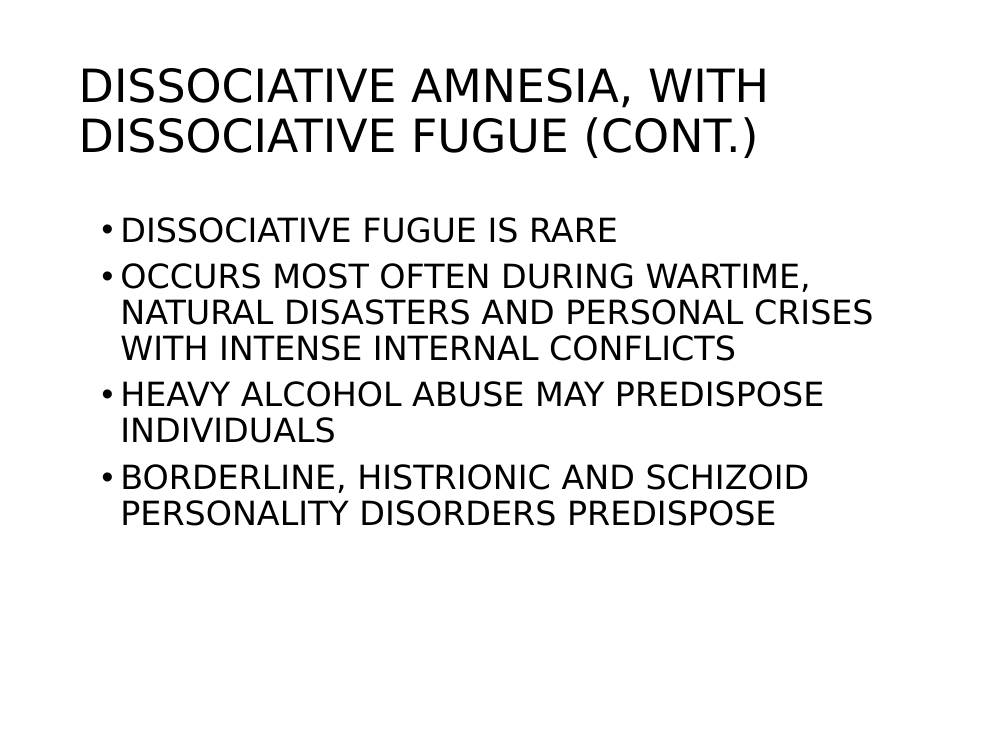 DISSOCIATIVE AMNESIA, WITH
DISSOCIATIVE FUGUE (CONT.)
•DISSOCIATIVE FUGUE IS RARE
•OCCURS MOST OFTEN DURING WARTIME,
NATURAL DISASTERS AND PERSONAL CRISES
WITH INTENSE INTERNAL CONFLICTS
•HEAVY ALCOHOL ABUSE MAY PREDISPOSE
INDIVIDUALS
•BORDERLINE, HISTRIONIC AND SCHIZOID
PERSONALITY DISORDERS PREDISPOSE